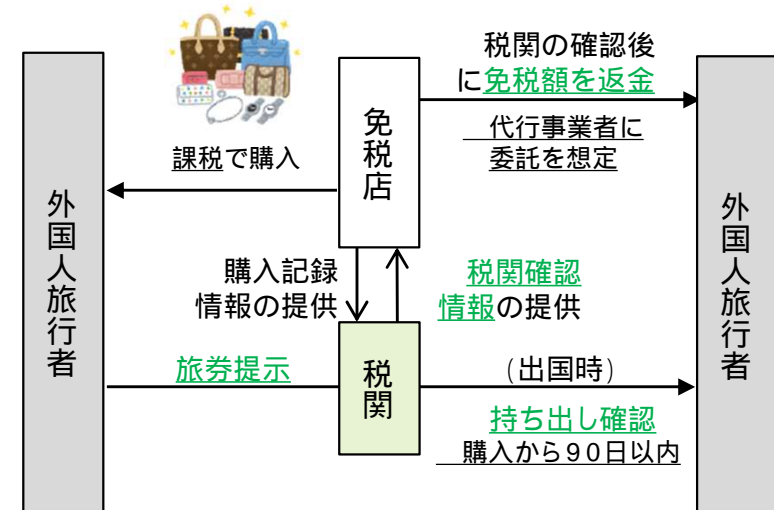 外国人旅行者
課税で購入
免税店
税関の確認後
に免税額を返金
代行事業者に
委託を想定
外国人旅行者
購入記録
情報の提供
税関確認
情報の提供
旅券提示
税関
(出国時)
持ち出し確認
購入から90日以内